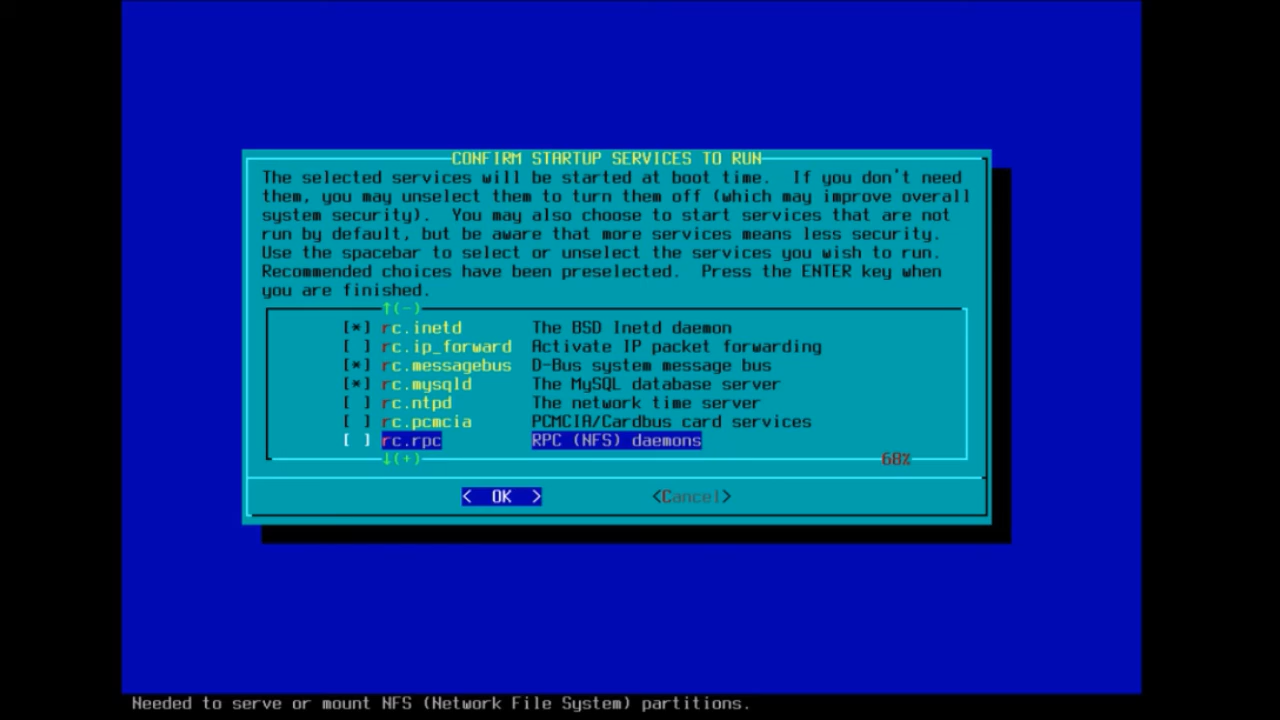 CONFIRM STARTUP SERVICES TO RUN
The selected services will be started at boot time.  If you don't need
them, you may unselect them to turn them off (which may improve overall
system security).  You may also choose to start services that are not
run by default, but be aware that more services means less security.
Use the spacebar to select or unselect the services you wish to run.
Recommended choices have been preselected.  Press the ENTER key when
you are finished.
↑(-)
[*] rc.inetd The BSD Inetd daemon
[ ] rc.ip_forward Activate IP packet forwarding
[*] rc.messagebus D-Bus system message bus
[*] rc.mysqld The MySQL database server
[ ] rc.ntpd The network time server
[ ] rc.pcmcia PCMCIA/Cardbus card services
[ ] rc.rpc RPC (NFS) daemons
↓(+) 68%
<  OK  > <Cancel>
Needed to serve or mount NFS (Network File System) partitions.